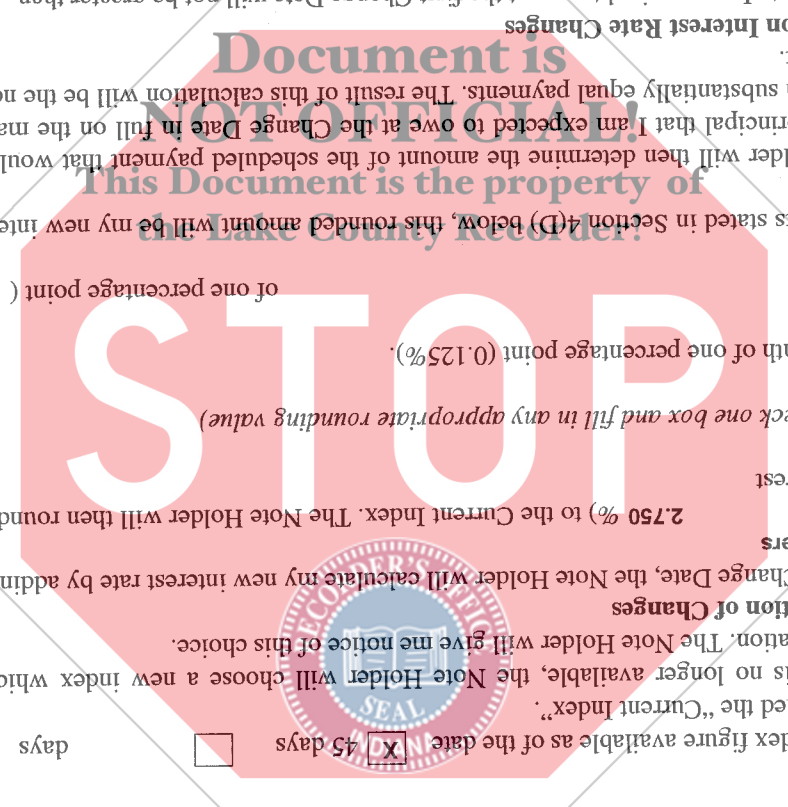 Document is
NOT OFFICIAL!
This Document is the property of
the Lake County Recorder!
STOP
RECORDER'S OFFICE
SEAL
INDIANA
dex figure available as of the date X 45 days days
ed the "Current Index".
is no longer available, the Note Holder will choose a new index whic
ation. The Note Holder will give me notice of this choice.
tion of Changes
Change Date, the Note Holder will calculate my new interest rate by addin
ers
2.750 %) to the Current Index. The Note Holder will then round
rest
eck one box and fill in any appropriate rounding value)
nth of one percentage point (0.125%).
of one percentage point (
s stated in Section 4(D) below, this rounded amount will be my new inte
lder will then determine the amount of the scheduled payment that would
rincipal that I am expected to owe at the Change Date in full on the ma
substantially equal payments. The result of this calculation will be the ne
t.
on Interest Rate Changes